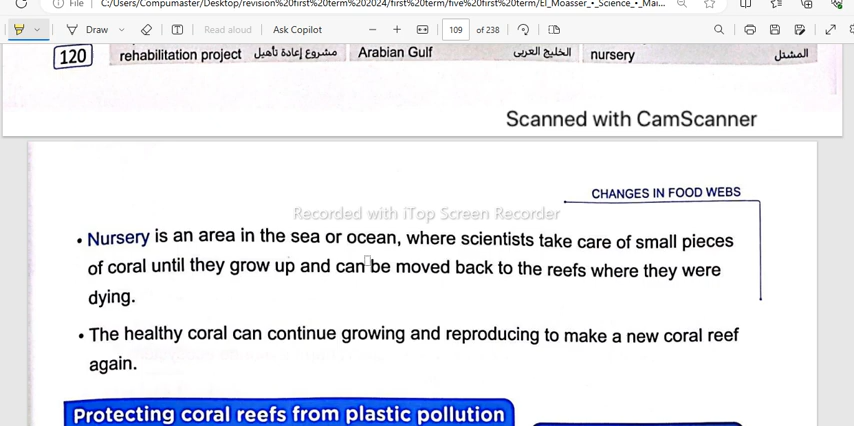 File C:/Users/Compumaster/Desktop/revision%20first%20term%202024/first%20term/five%20first%20term/El_Moasser_•_Science_•_Mai...
Draw Read aloud Ask Copilot 109 of 238
120 rehabilitation project مشروع إعادة تأهيل Arabian Gulf الخليج العربى nursery المشتل
Scanned with CamScanner
CHANGES IN FOOD WEBS
Recorded with iTop Screen Recorder
• Nursery is an area in the sea or ocean, where scientists take care of small pieces
of coral until they grow up and can be moved back to the reefs where they were
dying.
• The healthy coral can continue growing and reproducing to make a new coral reef
again.
Protecting coral reefs from plastic pollution